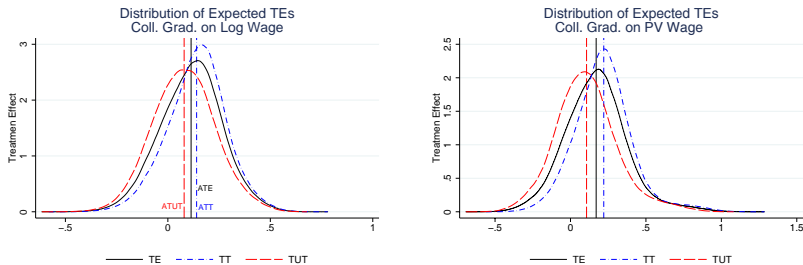 Distribution of Expected TEs
Coll. Grad. on Log Wage
Treatment Effect
3
2
1
0
ATE
ATUT
ATT
-.5
0
.5
1
TE
TT
TUT
Distribution of Expected TEs
Coll. Grad. on PV Wage
Treatment Effect
2.5
2
1.5
1
.5
0
-.5
0
.5
1
1.5
TE
TT
TUT